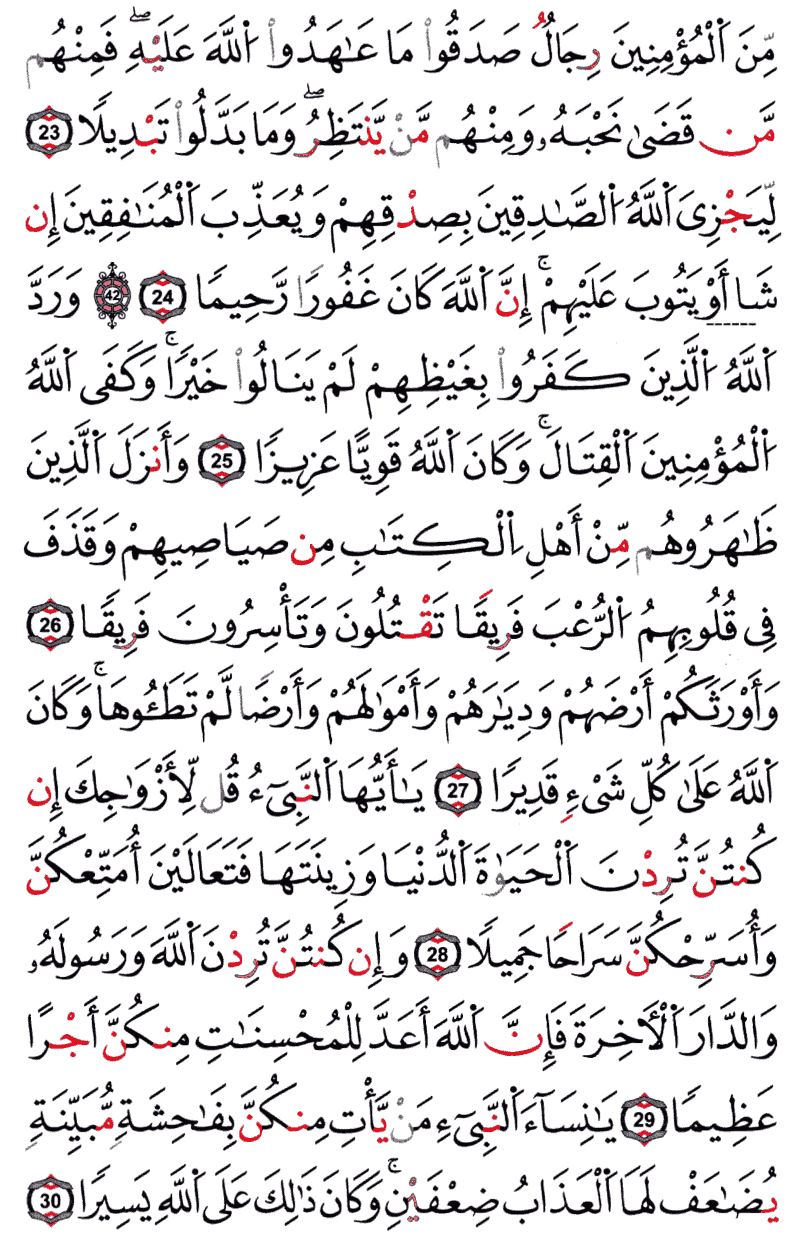 مِّنَ ٱلْمُؤْمِنِينَ رِجَالٌ صَدَقُوا۟ مَا عَـٰهَدُوا۟ ٱللَّهَ عَلَيْهِ ۖ فَمِنْهُم
مَّن قَضَىٰ نَحْبَهُۥ وَمِنْهُم مَّنْ يَّنتَظِرُ ۖ وَمَا بَدَّلُوا۟ تَبْدِيلًا 23
لِّيَجْزِىَ ٱللَّهُ ٱلصَّـٰدِقِينَ بِصِدْقِهِمْ وَيُعَذِّبَ ٱلْمُنَـٰفِقِينَ إِن
شَا أَوْ يَتُوبَ عَلَيْهِمْ ۚ إِنَّ ٱللَّهَ كَانَ غَفُورًا رَّحِيمًا 24 42 وَرَدَّ
ٱللَّهُ ٱلَّذِينَ كَفَرُوا۟ بِغَيْظِهِمْ لَمْ يَنَالُوا۟ خَيْرًا ۚ وَكَفَى ٱللَّهُ
ٱلْمُؤْمِنِينَ ٱلْقِتَالَ ۚ وَكَانَ ٱللَّهُ قَوِيًّا عَزِيزًا 25 وَأَنزَلَ ٱلَّذِينَ
ظَـٰهَرُوهُم مِّنْ أَهْلِ ٱلْكِتَـٰبِ مِن صَيَاصِيهِمْ وَقَذَفَ
فِى قُلُوبِهِمُ ٱلرُّعْبَ فَرِيقًا تَقْتُلُونَ وَتَأْسِرُونَ فَرِيقًا 26
وَأَوْرَثَكُمْ أَرْضَهُمْ وَدِيَـٰرَهُمْ وَأَمْوَٰلَهُمْ وَأَرْضًا لَّمْ تَطَـُٔوهَا ۚ وَكَانَ
ٱللَّهُ عَلَىٰ كُلِّ شَىْءٍ قَدِيرًا 27 يَـٰأَيُّهَا ٱلنَّبِىٓءُ قُل لِّأَزْوَٰجِكَ إِن
كُنتُنَّ تُرِدْنَ ٱلْحَيَوٰةَ ٱلدُّنْيَا وَزِينَتَهَا فَتَعَالَيْنَ أُمَتِّعْكُنَّ
وَأُسَرِّحْكُنَّ سَرَاحًا جَمِيلًا 28 وَإِن كُنتُنَّ تُرِدْنَ ٱللَّهَ وَرَسُولَهُۥ
وَالدَّارَ ٱلْـَٔاخِرَةَ فَإِنَّ ٱللَّهَ أَعَدَّ لِلْمُحْسِنَـٰتِ مِنكُنَّ أَجْرًا
عَظِيمًا 29 يَـٰنِسَآءَ ٱلنَّبِىٓءِ مَنْ يَّأْتِ مِنكُنَّ بِفَـٰحِشَةٍ مُّبَيِّنَةٍ
يُضَـٰعَفْ لَهَا ٱلْعَذَابُ ضِعْفَيْنِ ۚ وَكَانَ ذَٰلِكَ عَلَى ٱللَّهِ يَسِيرًا 30